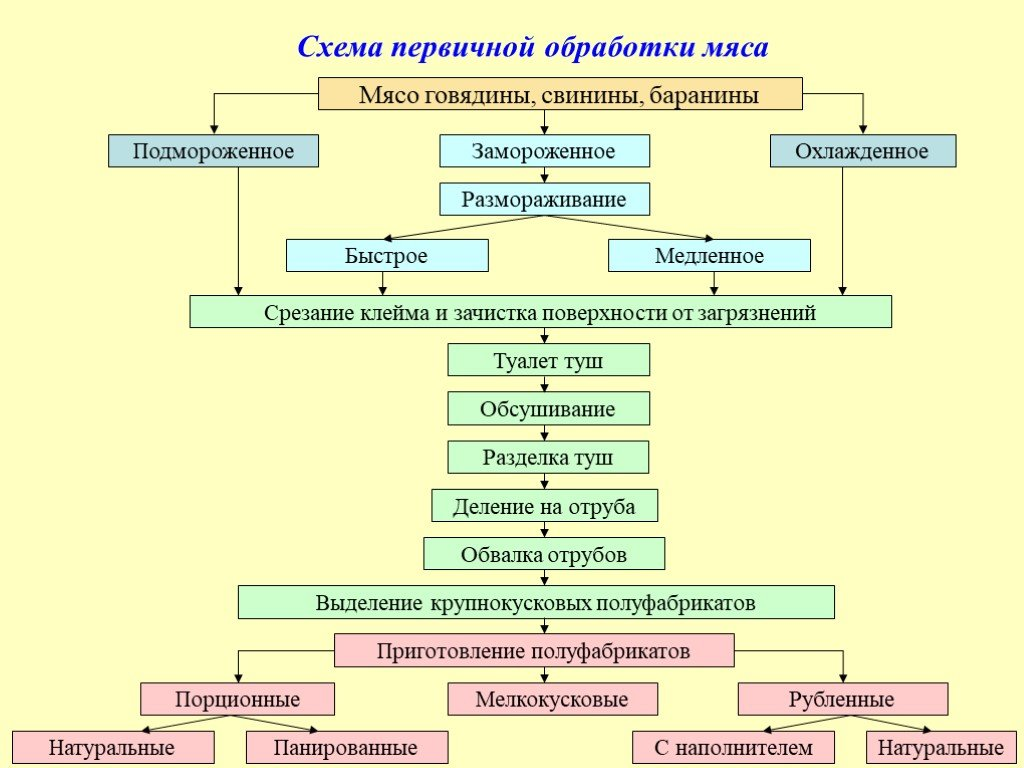 Схема первичной обработки мяса
Мясо говядины, свинины, баранины
Подмороженное
Замороженное
Охлажденное
Размораживание
Быстрое
Медленное
Срезание клейма и зачистка поверхности от загрязнений
Туалет туш
Обсушивание
Разделка туш
Деление на отруба
Обвалка отрубов
Выделение крупнокусковых полуфабрикатов
Приготовление полуфабрикатов
Порционные
Мелкокусковые
Рубленные
Натуральные
Панированные
С наполнителем
Натуральные